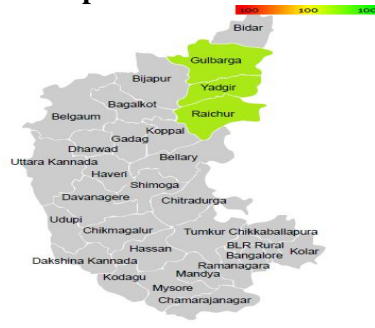 100 100 100
Bidar
Gulbarga
Bijapur
Yadgir
Bagalkot
Raichur
Belgaum
Koppal
Gadag
Dharwad
Bellary
Uttara Kannada
Haveri
Shimoga
Davanagere
Chitradurga
Udupi
Chikmagalur
Tumkur Chikkaballapura
Hassan
BLR Rural
Kolar
Bangalore
Dakshina Kannada
Ramanagara
Kodagu
Mandya
Mysore
Chamarajanagar